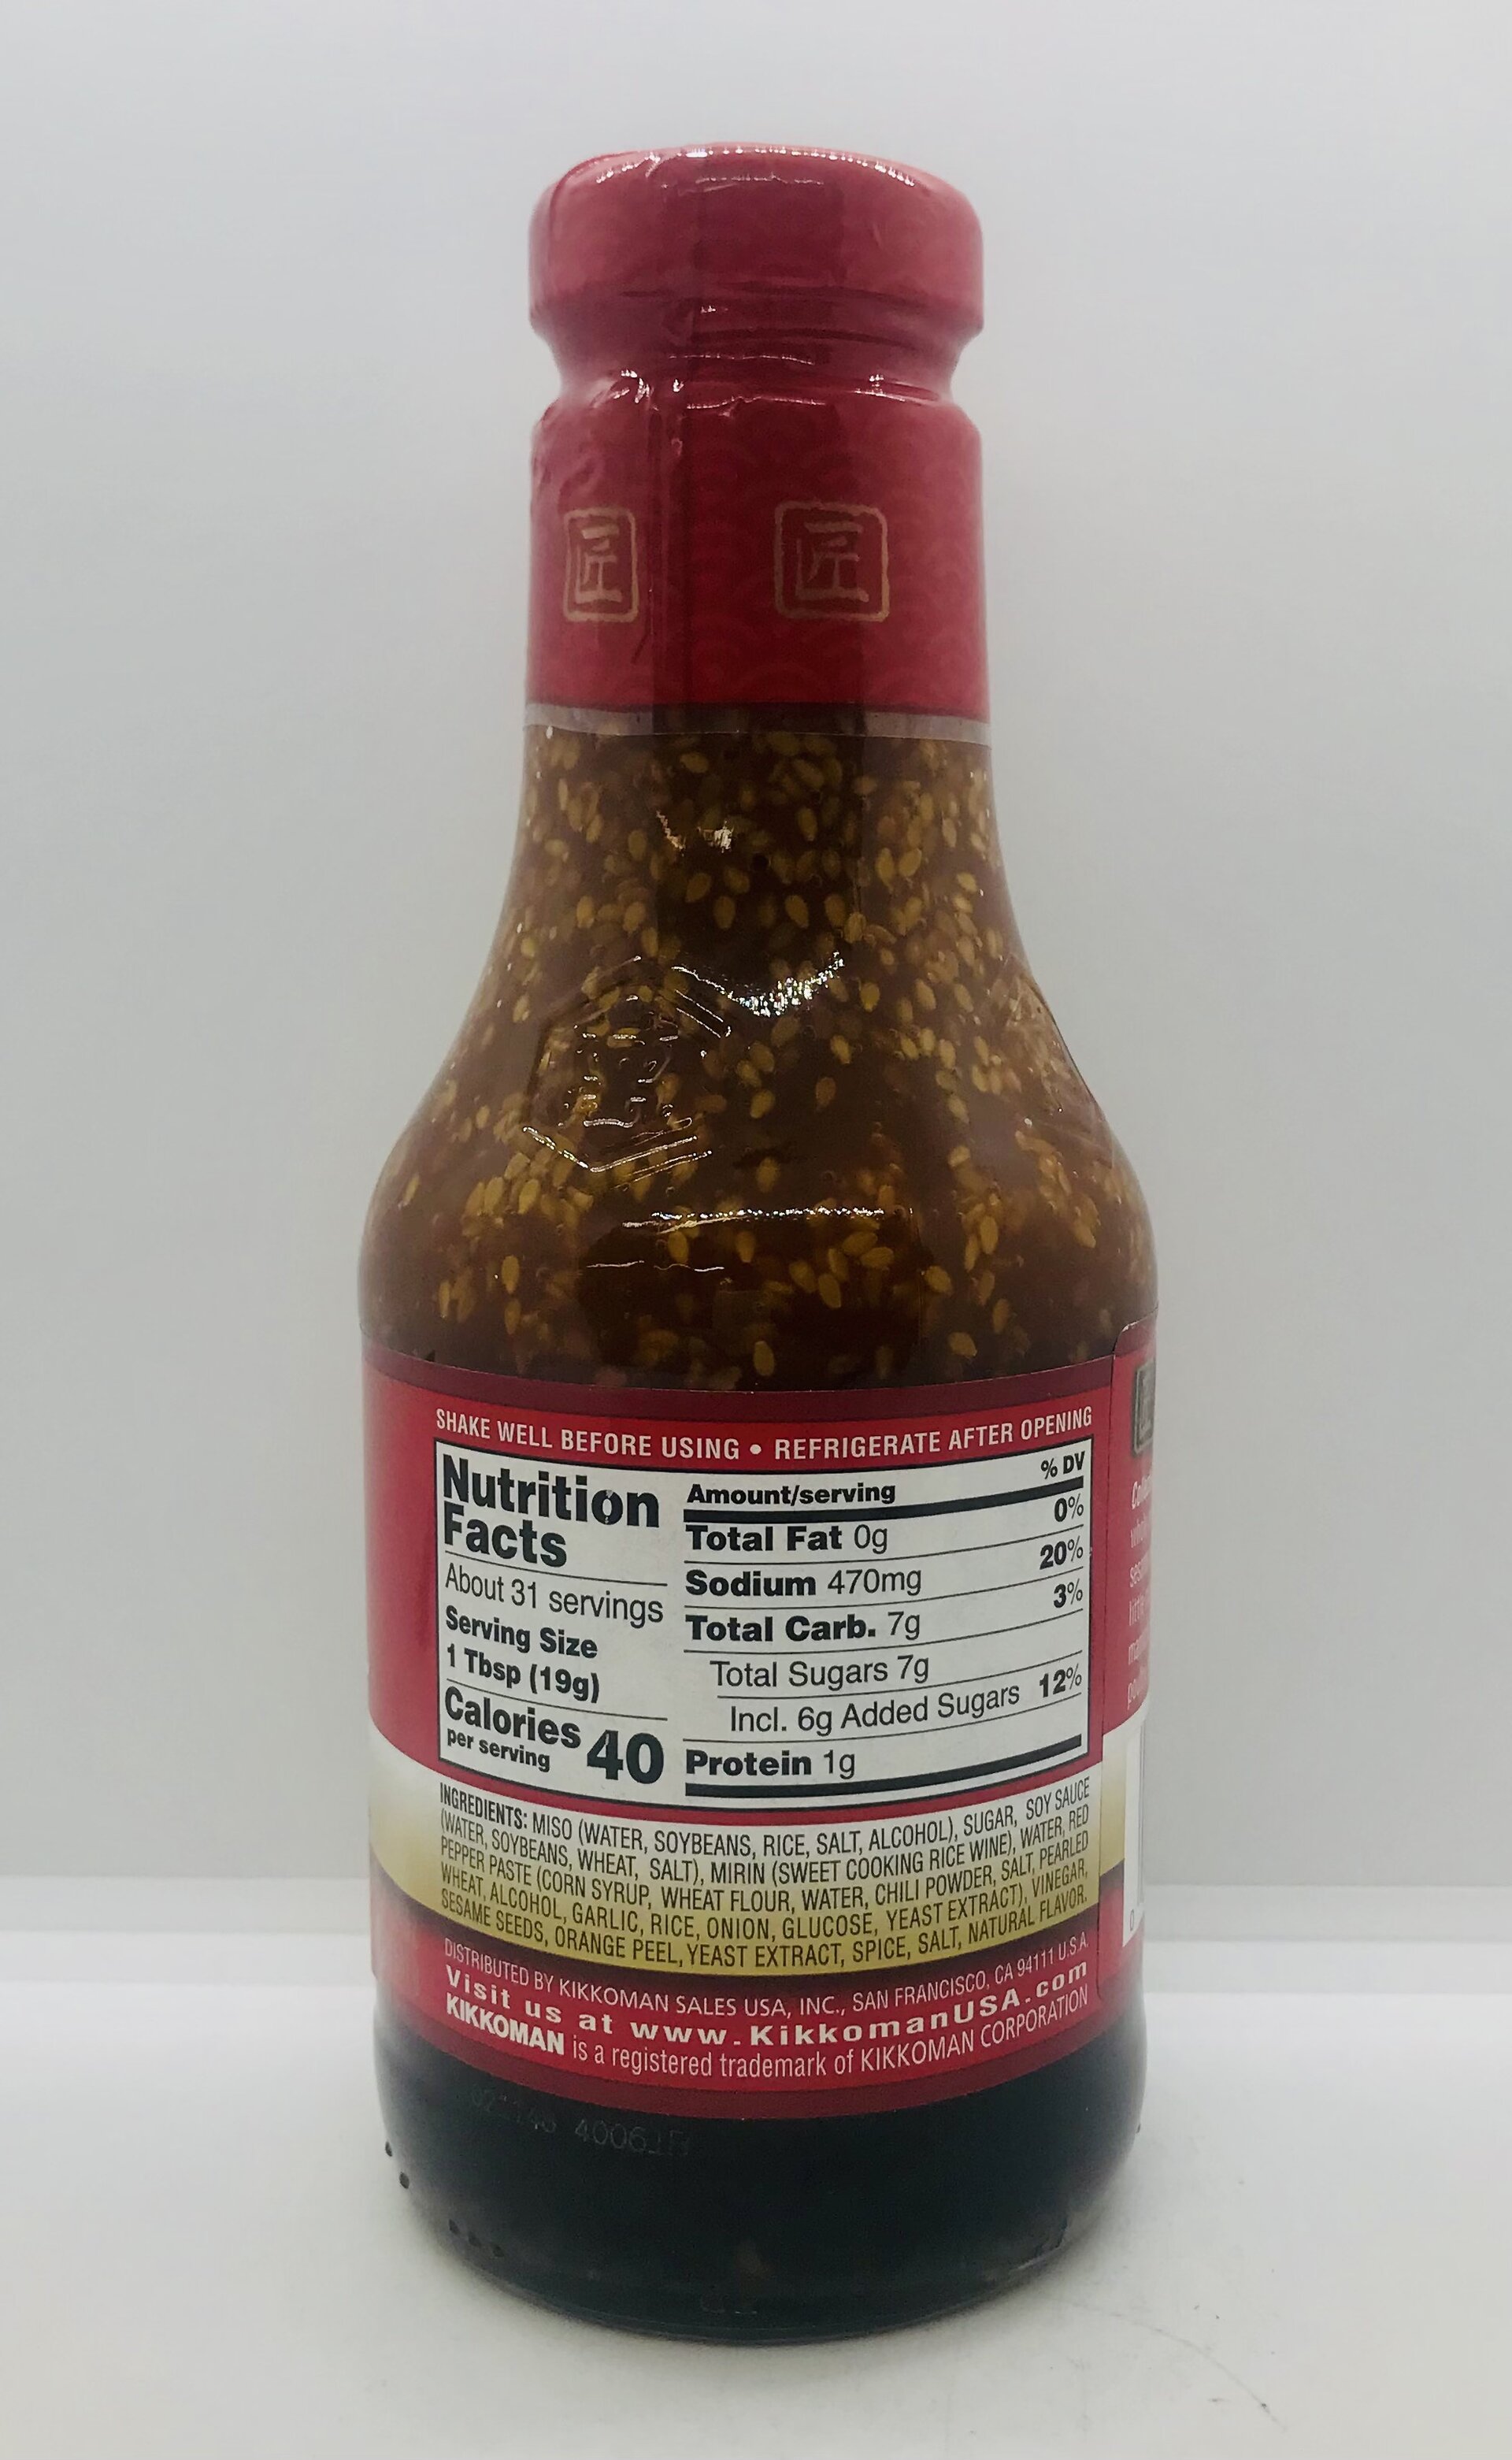 匠 匠
SHAKE WELL BEFORE USING • REFRIGERATE AFTER OPENING
Nutrition
Facts
About 31 servings
Serving Size
1 Tbsp (19g)
Calories 40
per serving
Amount/serving % DV
Total Fat 0g 0%
Sodium 470mg 20%
Total Carb. 7g 3%
Total Sugars 7g
Incl. 6g Added Sugars 12%
Protein 1g
INGREDIENTS: MISO (WATER, SOYBEANS, RICE, SALT, ALCOHOL), SUGAR, SOY SAUCE
(WATER, SOYBEANS, WHEAT, SALT), MIRIN (SWEET COOKING RICE WINE), WATER, RED
PEPPER PASTE (CORN SYRUP, WHEAT FLOUR, WATER, CHILI POWDER, SALT, PEARLED
WHEAT, ALCOHOL, GARLIC, RICE, ONION, GLUCOSE, YEAST EXTRACT), VINEGAR,
SESAME SEEDS, ORANGE PEEL, YEAST EXTRACT, SPICE, SALT, NATURAL FLAVOR.
DISTRIBUTED BY KIKKOMAN SALES USA, INC., SAN FRANCISCO, CA 94111 U.S.A.
Visit us at www.KikkomanUSA.com
KIKKOMAN is a registered trademark of KIKKOMAN CORPORATION